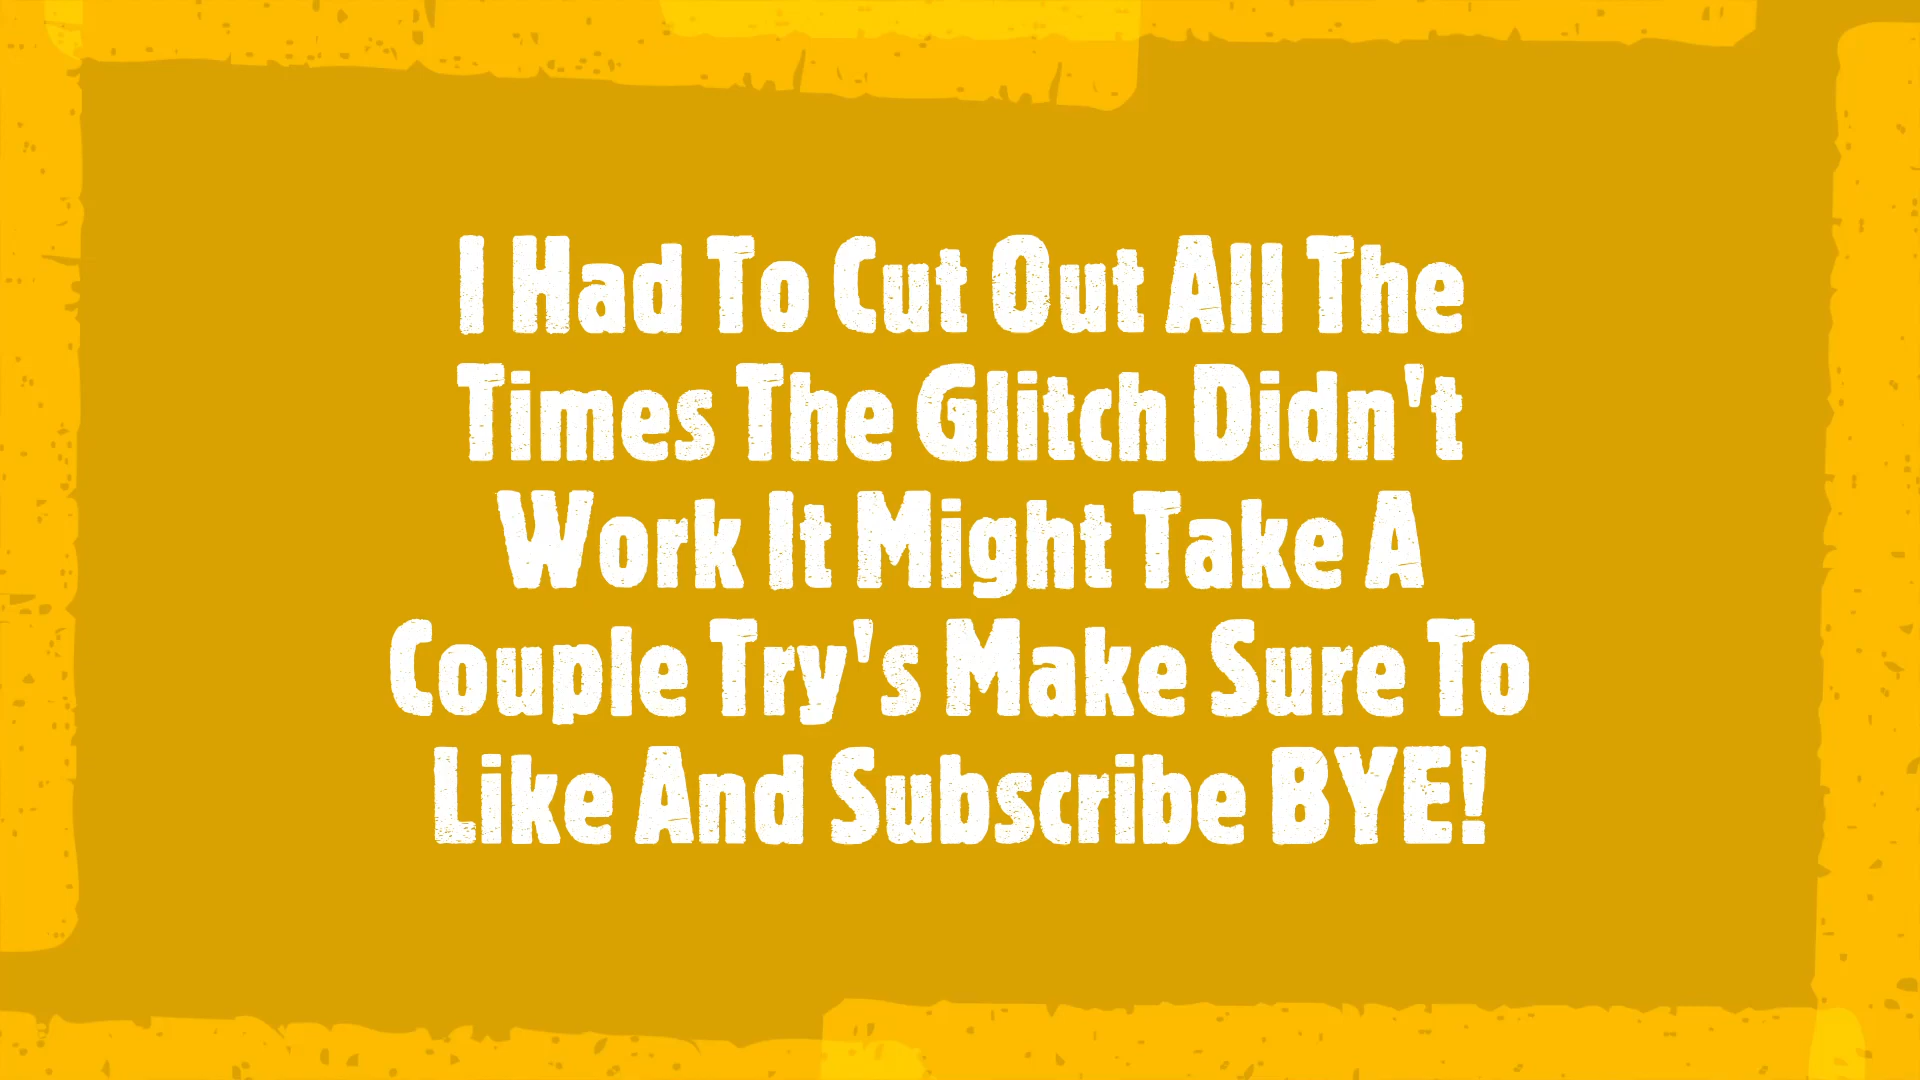 I Had To Cut Out All The
Times The Glitch Didn't
Work It Might Take A
Couple Try's Make Sure To
Like And Subscribe BYE!